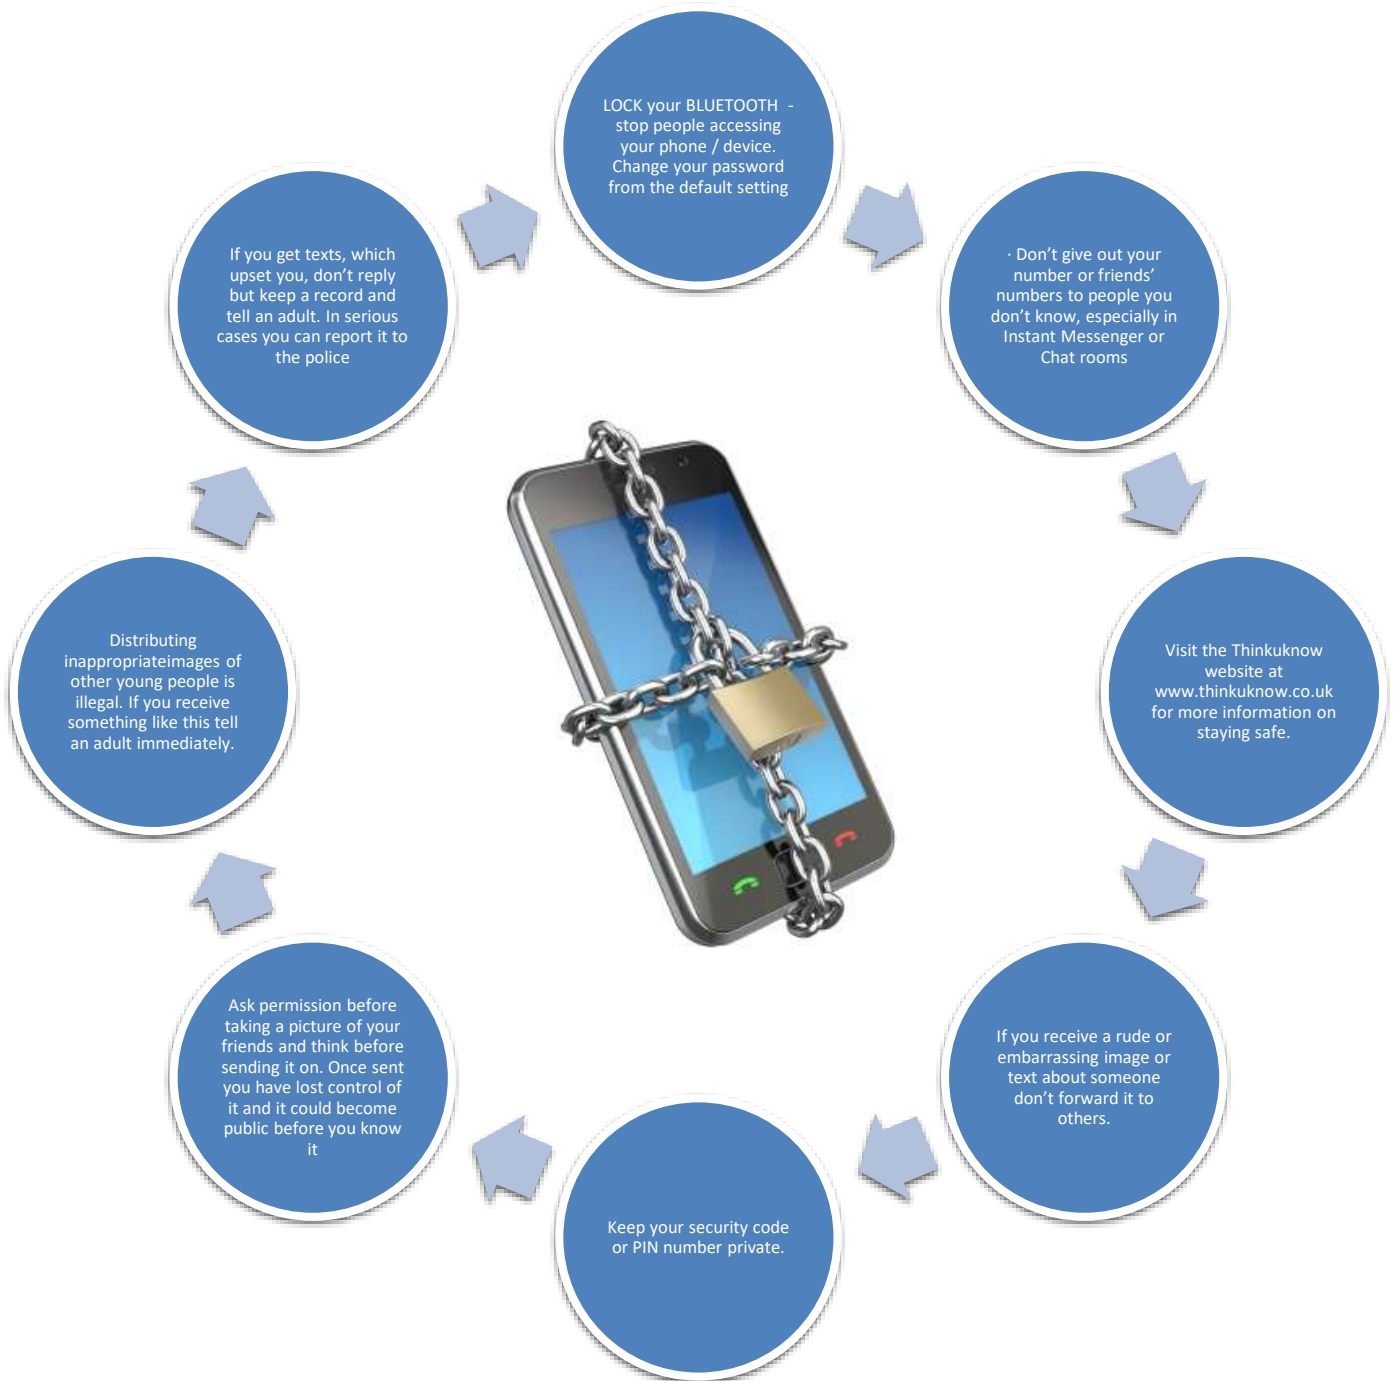 LOCK your BLUETOOTH -
stop people accessing
your phone / device.
Change your password
from the default setting
· Don’t give out your
number or friends’
numbers to people you
don’t know, especially in
Instant Messenger or
Chat rooms
Visit the Thinkuknow
website at
www.thinkuknow.co.uk
for more information on
staying safe.
If you receive a rude or
embarrassing image or
text about someone
don’t forward it to
others.
Keep your security code
or PIN number private.
Ask permission before
taking a picture of your
friends and think before
sending it on. Once sent
you have lost control of
it and it could become
public before you know
it
Distributing
inappropriateimages of
other young people is
illegal. If you receive
something like this tell
an adult immediately.
If you get texts, which
upset you, don’t reply
but keep a record and
tell an adult. In serious
cases you can report it to
the police